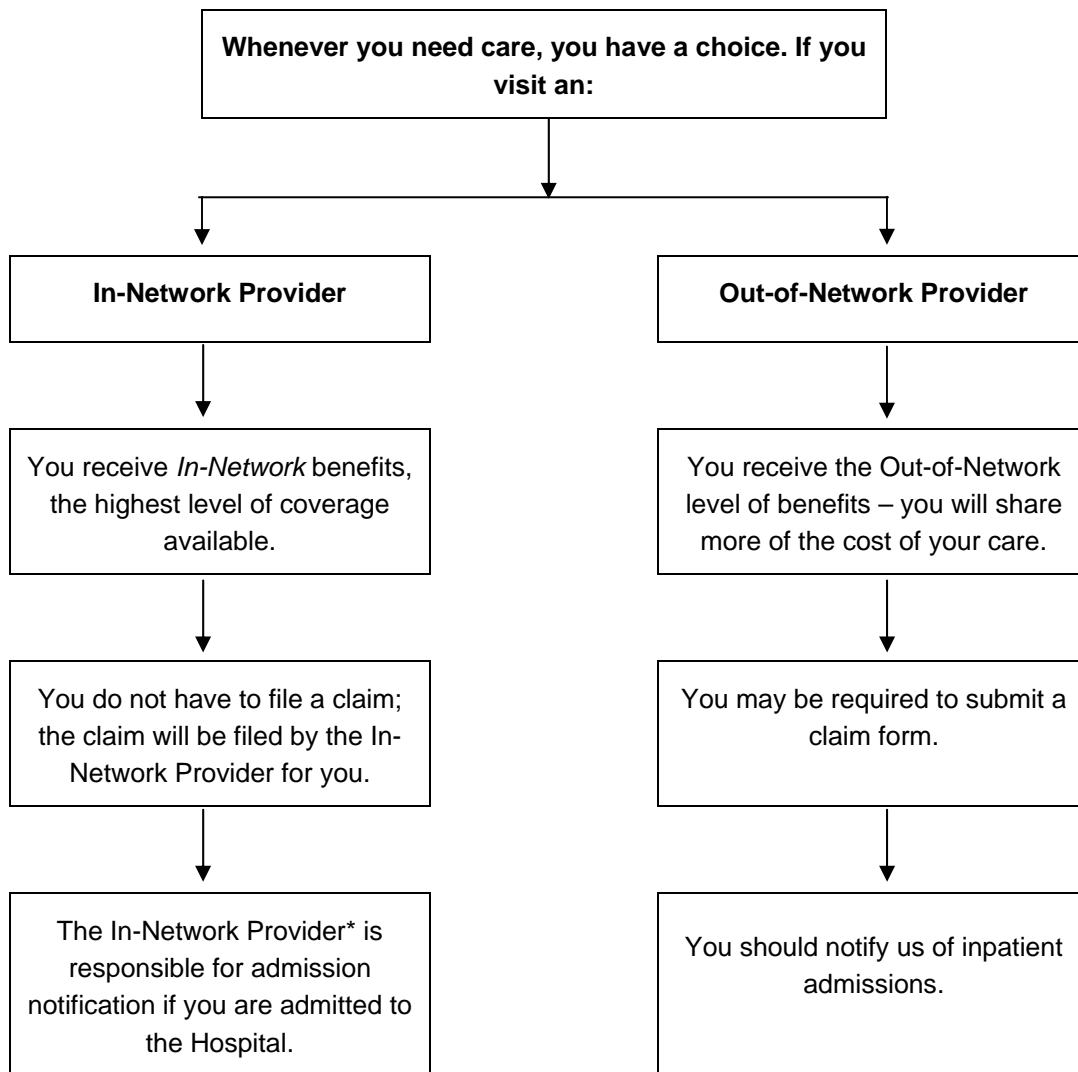 Whenever you need care, you have a choice. If you
visit an:
In-Network Provider
Out-of-Network Provider
You receive In-Network benefits,
the highest level of coverage
available.
You receive the Out-of-Network
level of benefits – you will share
more of the cost of your care.
You do not have to file a claim;
the claim will be filed by the In-
Network Provider for you.
You may be required to submit a
claim form.
The In-Network Provider* is
responsible for admission
notification if you are admitted to
the Hospital.
You should notify us of inpatient
admissions.